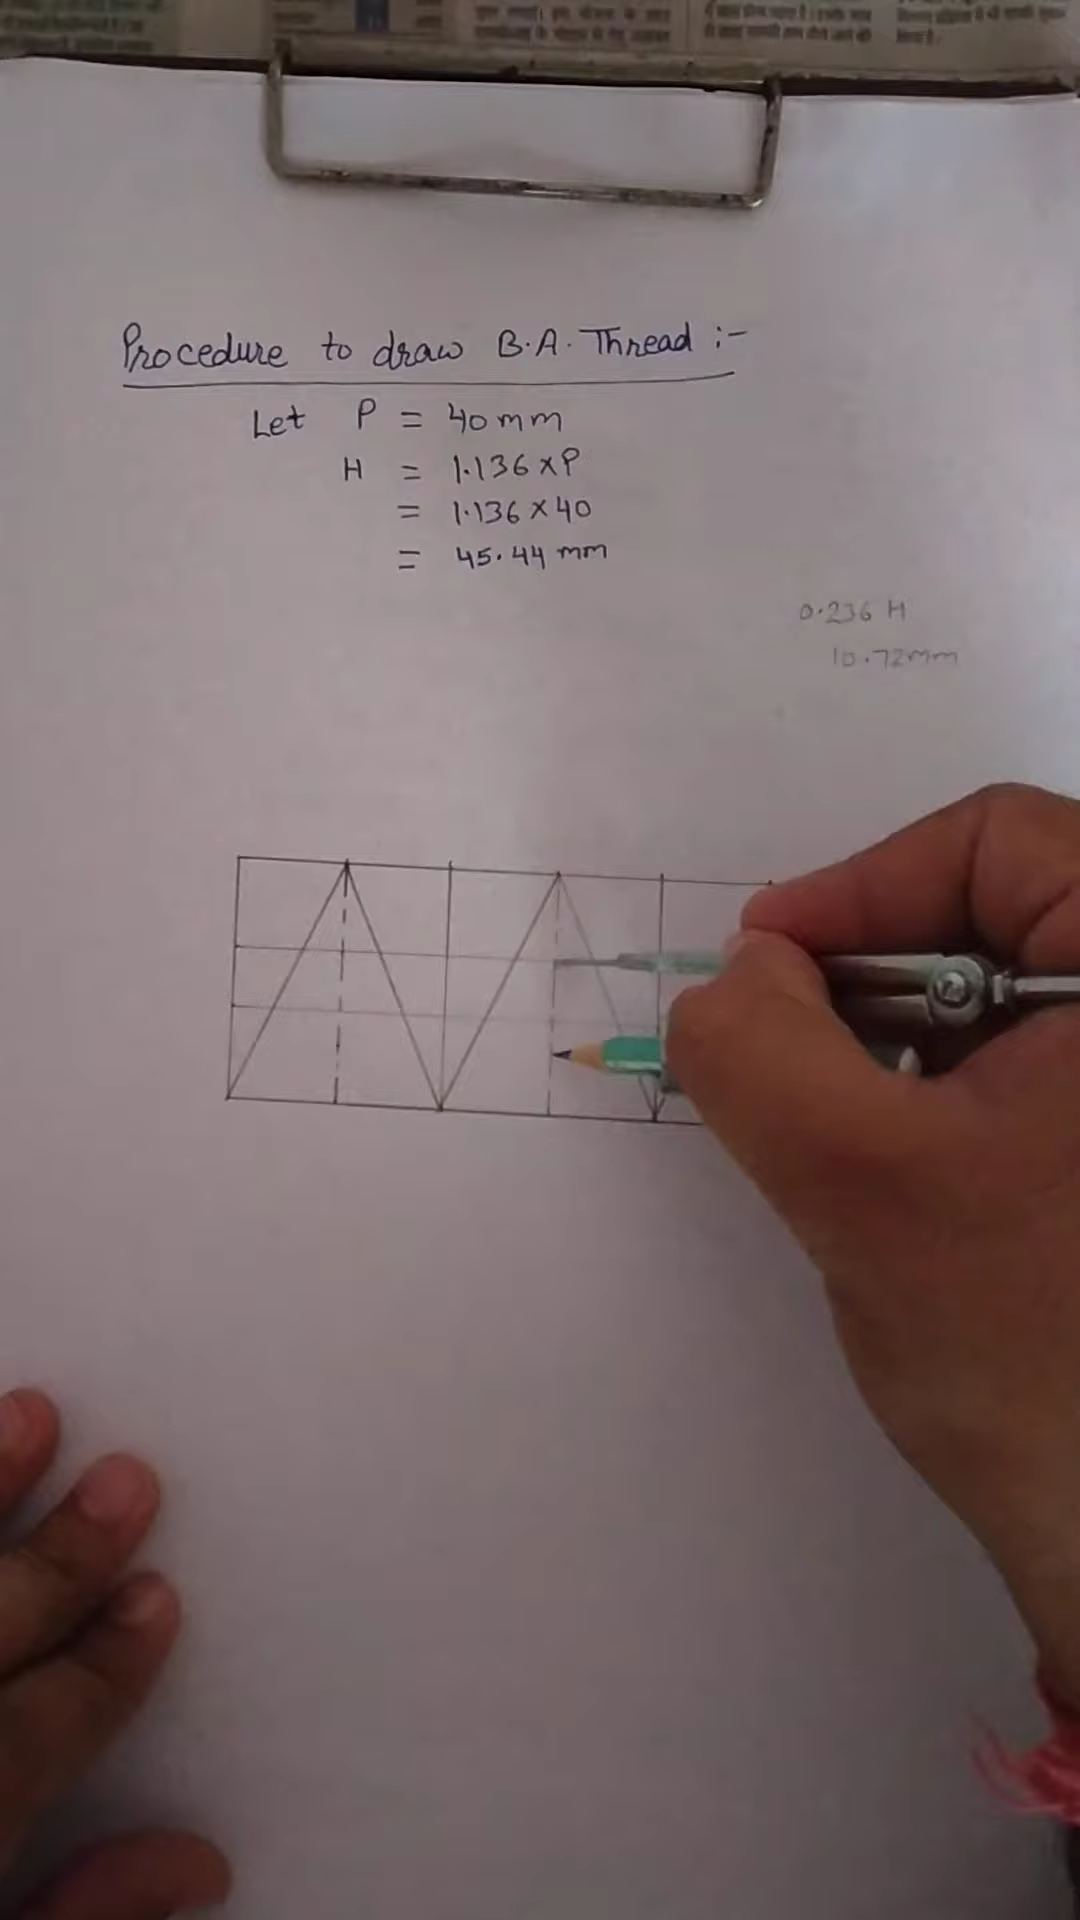 Procedure to draw B.A. Thread :-
Let P = 40 mm
H = 1.136 x P
= 1.136 x 40
= 45.44 mm
0.236 H
10.72mm